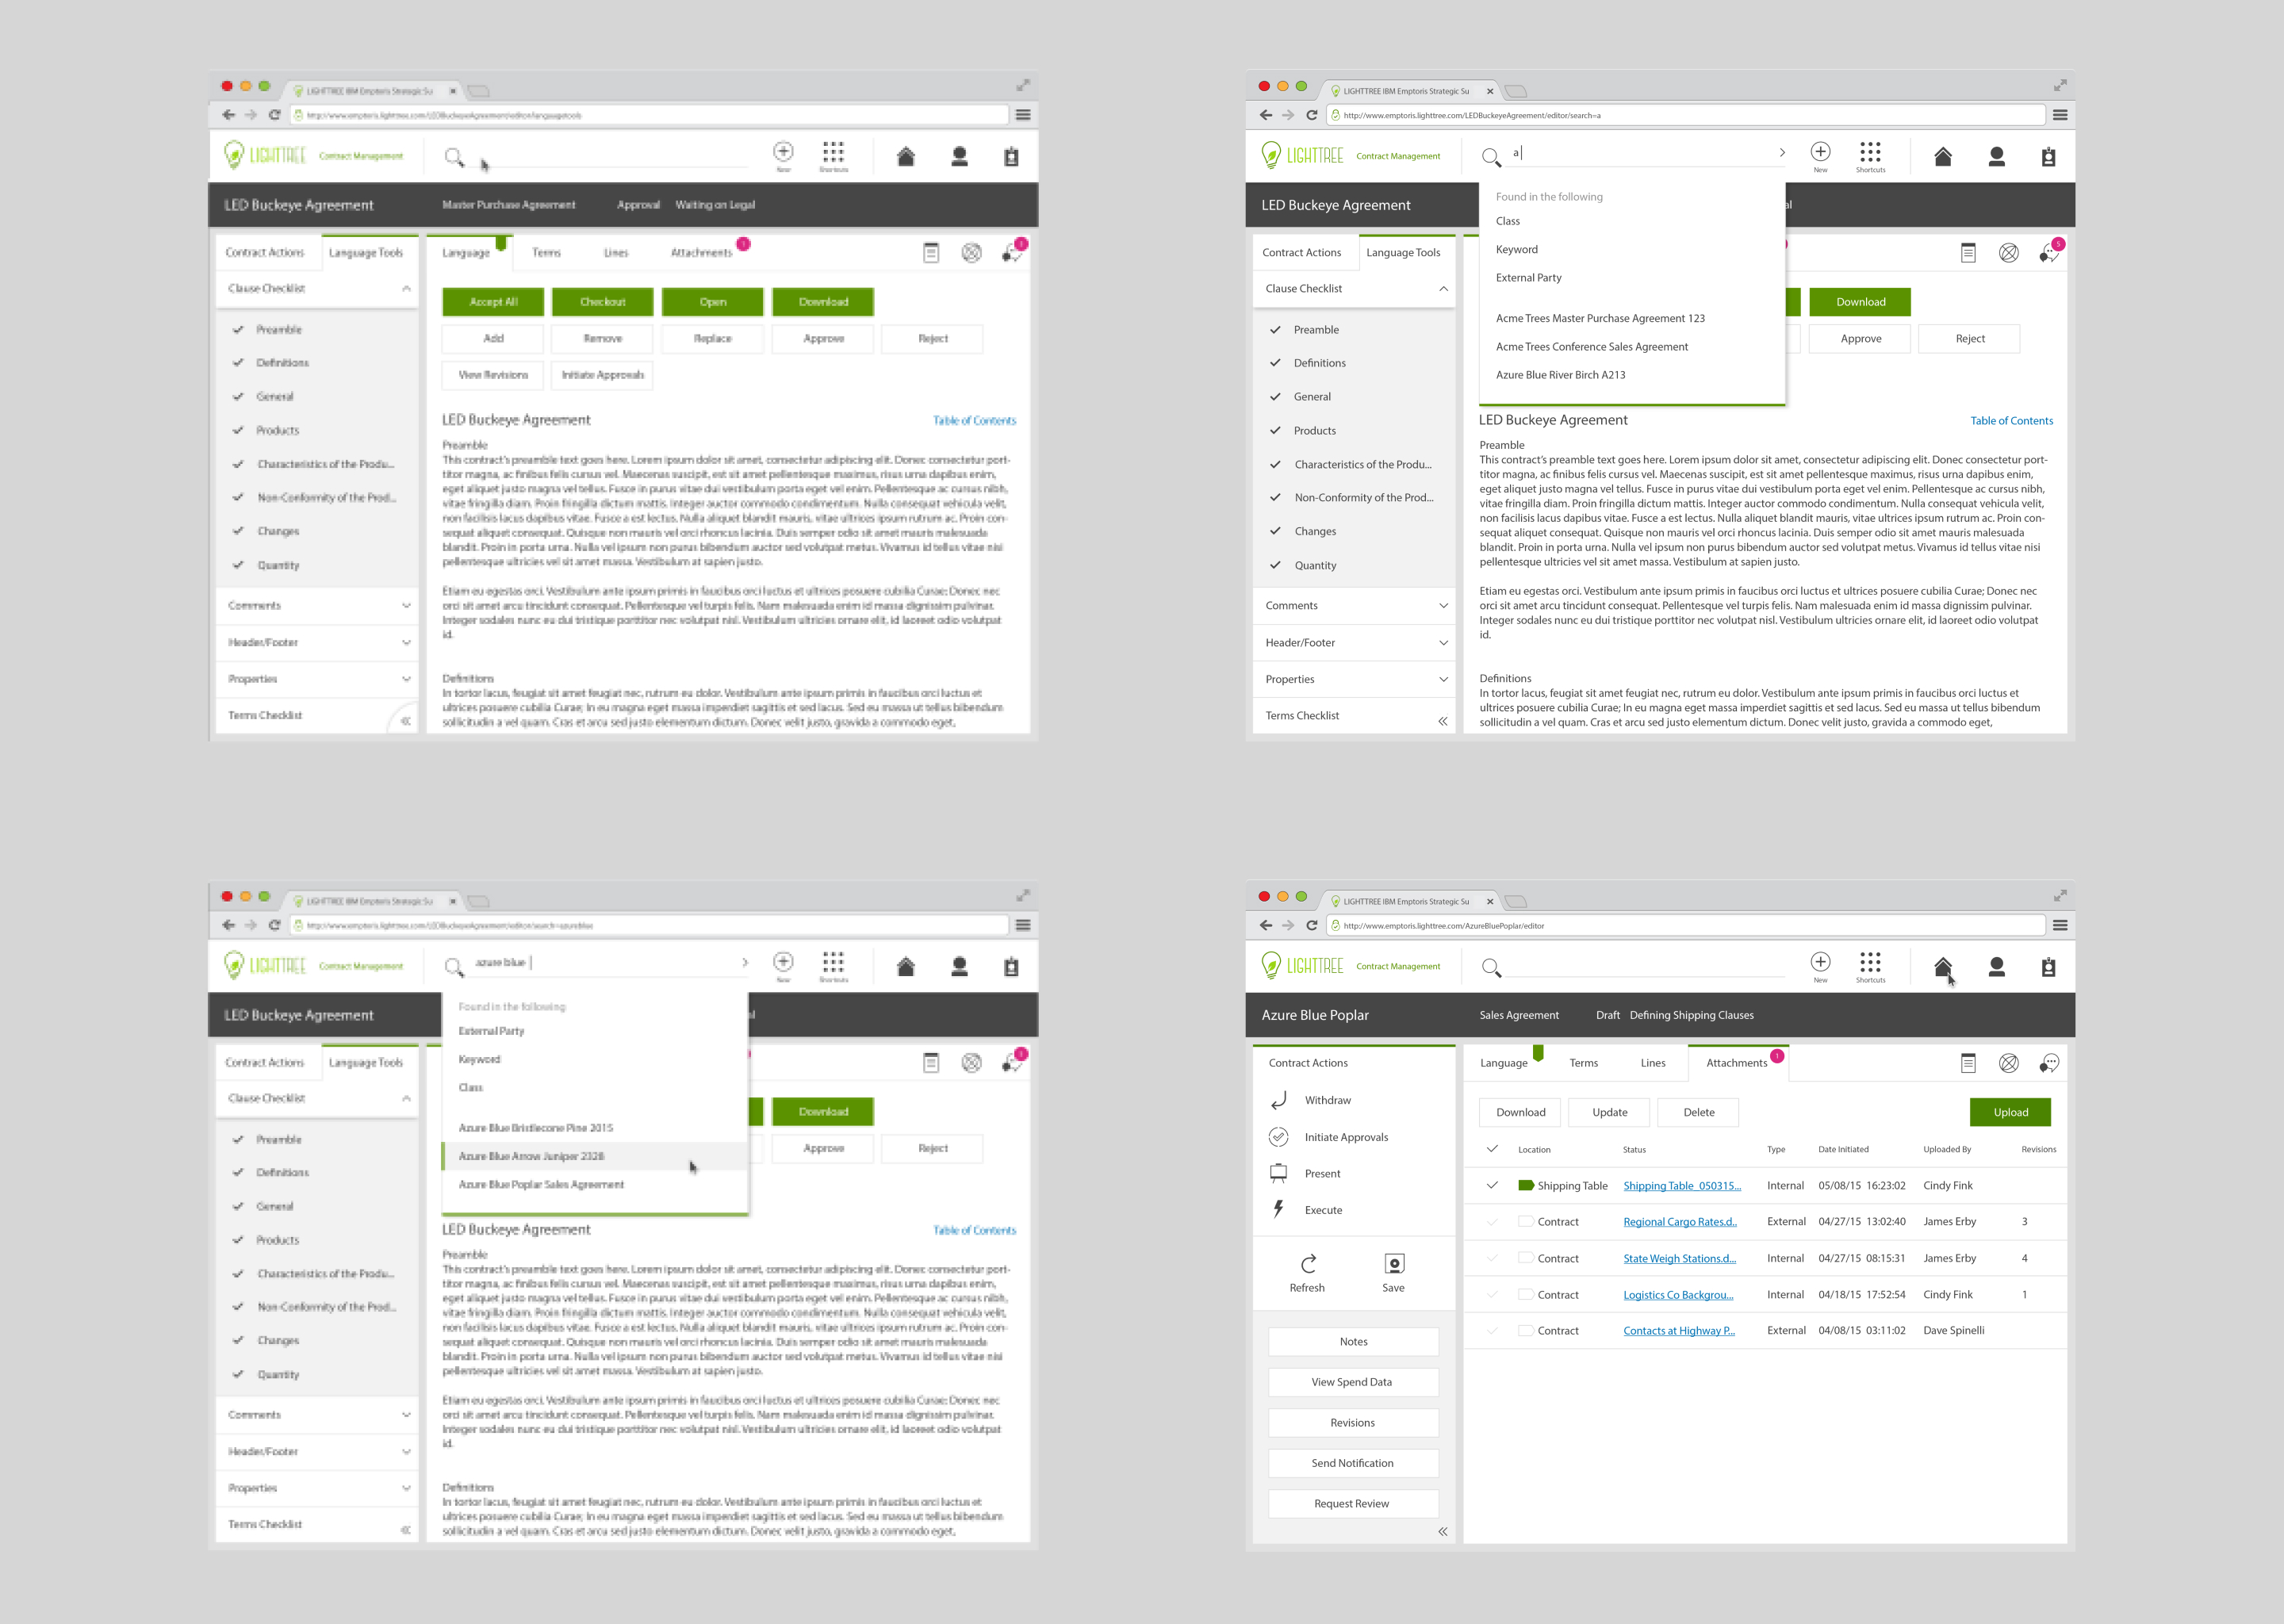 LIGHTTREE IBM Emptoris Strategic Su
http://www.emptoris.lighttree.com/LEDBuckeyeAgreement/editor/languagetools
LIGHTTREE Contract Management
New
Shortcuts
LED Buckeye Agreement
Master Purchase Agreement
Approval
Waiting on Legal
Contract Actions
Language Tools
Language
Terms
Lines
Attachments
Clause Checklist
Preamble
Definitions
General
Products
Characteristics of the Produ...
Non-Conformity of the Prod...
Changes
Quantity
Comments
Header/Footer
Properties
Terms Checklist
Accept All
Checkout
Open
Download
Add
Remove
Replace
Approve
Reject
View Revisions
Initiate Approvals
LED Buckeye Agreement
Table of Contents
Preamble
This contract's preamble text goes here. Lorem ipsum dolor sit amet, consectetur adipiscing elit. Donec consectetur port-
titor magna, ac finibus felis cursus vel. Maecenas suscipit, est sit amet pellentesque maximus, risus urna dapibus enim,
eget aliquet justo magna vel tellus. Fusce in purus vitae dui vestibulum porta eget vel enim. Pellentesque ac cursus nibh,
vitae fringilla diam. Proin fringilla dictum mattis. Integer auctor commodo condimentum. Nulla consequat vehicula velit,
non facilisis lacus dapibus vitae. Fusce a est lectus. Nulla aliquet blandit mauris, vitae ultrices ipsum rutrum ac. Proin con-
sequat aliquet consequat. Quisque non mauris vel orci rhoncus lacinia. Duis semper odio sit amet mauris malesuada
blandit. Proin in porta urna. Nulla vel ipsum non purus bibendum auctor sed volutpat metus. Vivamus id tellus vitae nisi
pellentesque ultricies vel sit amet massa. Vestibulum at sapien justo.
Etiam eu egestas orci. Vestibulum ante ipsum primis in faucibus orci luctus et ultrices posuere cubilia Curae; Donec nec
orci sit amet arcu tincidunt consequat. Pellentesque vel turpis felis. Nam malesuada enim id massa dignissim pulvinar.
Integer sodales nunc eu dui tristique porttitor nec volutpat nisl. Vestibulum ultricies ornare elit, id laoreet odio volutpat
id.
Definitions
In tortor lacus, feugiat sit amet feugiat nec, rutrum eu dolor. Vestibulum ante ipsum primis in faucibus orci luctus et
ultrices posuere cubilia Curae; In eu magna eget massa imperdiet sagittis et sed lacus. Sed eu massa ut tellus bibendum
sollicitudin a vel quam. Cras et arcu sed justo elementum dictum. Donec velit justo, gravida a commodo eget,
LIGHTTREE IBM Emptoris Strategic Su
http://www.emptoris.lighttree.com/LEDBuckeyeAgreement/editor/search=a
LIGHTTREE Contract Management
a
New
Shortcuts
LED Buckeye Agreement
al
Found in the following
Class
Keyword
External Party
Acme Trees Master Purchase Agreement 123
Acme Trees Conference Sales Agreement
Azure Blue River Birch A213
Contract Actions
Language Tools
5
Clause Checklist
Preamble
Definitions
General
Products
Characteristics of the Produ...
Non-Conformity of the Prod...
Changes
Quantity
Comments
Header/Footer
Properties
Terms Checklist
Download
Approve
Reject
LED Buckeye Agreement
Table of Contents
Preamble
This contract's preamble text goes here. Lorem ipsum dolor sit amet, consectetur adipiscing elit. Donec consectetur port-
titor magna, ac finibus felis cursus vel. Maecenas suscipit, est sit amet pellentesque maximus, risus urna dapibus enim,
eget aliquet justo magna vel tellus. Fusce in purus vitae dui vestibulum porta eget vel enim. Pellentesque ac cursus nibh,
vitae fringilla diam. Proin fringilla dictum mattis. Integer auctor commodo condimentum. Nulla consequat vehicula velit,
non facilisis lacus dapibus vitae. Fusce a est lectus. Nulla aliquet blandit mauris, vitae ultrices ipsum rutrum ac. Proin con-
sequat aliquet consequat. Quisque non mauris vel orci rhoncus lacinia. Duis semper odio sit amet mauris malesuada
blandit. Proin in porta urna. Nulla vel ipsum non purus bibendum auctor sed volutpat metus. Vivamus id tellus vitae nisi
pellentesque ultricies vel sit amet massa. Vestibulum at sapien justo.
Etiam eu egestas orci. Vestibulum ante ipsum primis in faucibus orci luctus et ultrices posuere cubilia Curae; Donec nec
orci sit amet arcu tincidunt consequat. Pellentesque vel turpis felis. Nam malesuada enim id massa dignissim pulvinar.
Integer sodales nunc eu dui tristique porttitor nec volutpat nisl. Vestibulum ultricies ornare elit, id laoreet odio volutpat
id.
Definitions
In tortor lacus, feugiat sit amet feugiat nec, rutrum eu dolor. Vestibulum ante ipsum primis in faucibus orci luctus et
ultrices posuere cubilia Curae; In eu magna eget massa imperdiet sagittis et sed lacus. Sed eu massa ut tellus bibendum
sollicitudin a vel quam. Cras et arcu sed justo elementum dictum. Donec velit justo, gravida a commodo eget,
LIGHTTREE IBM Emptoris Strategic Su
http://www.emptoris.lighttree.com/LEDBuckeyeAgreement/editor/search=azureblue
LIGHTTREE Contract Management
azure blue
New
Shortcuts
LED Buckeye Agreement
al
Found in the following
External Party
Keyword
Class
Azure Blue Bristlecone Pine 2015
Azure Blue Arrow Juniper 2328
Azure Blue Poplar Sales Agreement
Contract Actions
Language Tools
Clause Checklist
Preamble
Definitions
General
Products
Characteristics of the Produ...
Non-Conformity of the Prod...
Changes
Quantity
Comments
Header/Footer
Properties
Terms Checklist
Download
Approve
Reject
LED Buckeye Agreement
Table of Contents
Preamble
This contract's preamble text goes here. Lorem ipsum dolor sit amet, consectetur adipiscing elit. Donec consectetur port-
titor magna, ac finibus felis cursus vel. Maecenas suscipit, est sit amet pellentesque maximus, risus urna dapibus enim,
eget aliquet justo magna vel tellus. Fusce in purus vitae dui vestibulum porta eget vel enim. Pellentesque ac cursus nibh,
vitae fringilla diam. Proin fringilla dictum mattis. Integer auctor commodo condimentum. Nulla consequat vehicula velit,
non facilisis lacus dapibus vitae. Fusce a est lectus. Nulla aliquet blandit mauris, vitae ultrices ipsum rutrum ac. Proin con-
sequat aliquet consequat. Quisque non mauris vel orci rhoncus lacinia. Duis semper odio sit amet mauris malesuada
blandit. Proin in porta urna. Nulla vel ipsum non purus bibendum auctor sed volutpat metus. Vivamus id tellus vitae nisi
pellentesque ultricies vel sit amet massa. Vestibulum at sapien justo.
Etiam eu egestas orci. Vestibulum ante ipsum primis in faucibus orci luctus et ultrices posuere cubilia Curae; Donec nec
orci sit amet arcu tincidunt consequat. Pellentesque vel turpis felis. Nam malesuada enim id massa dignissim pulvinar.
Integer sodales nunc eu dui tristique porttitor nec volutpat nisl. Vestibulum ultricies ornare elit, id laoreet odio volutpat
id.
Definitions
In tortor lacus, feugiat sit amet feugiat nec, rutrum eu dolor. Vestibulum ante ipsum primis in faucibus orci luctus et
ultrices posuere cubilia Curae; In eu magna eget massa imperdiet sagittis et sed lacus. Sed eu massa ut tellus bibendum
sollicitudin a vel quam. Cras et arcu sed justo elementum dictum. Donec velit justo, gravida a commodo eget,
LIGHTTREE IBM Emptoris Strategic Su
http://www.emptoris.lighttree.com/AzureBluePoplar/editor
LIGHTTREE Contract Management
New
Shortcuts
Azure Blue Poplar
Sales Agreement
Draft
Defining Shipping Clauses
Contract Actions
Withdraw
Initiate Approvals
Present
Execute
Refresh
Save
Notes
View Spend Data
Revisions
Send Notification
Request Review
Language
Terms
Lines
Attachments
1
Download
Update
Delete
Upload
Location Status Type Date Initiated Uploaded By Revisions
Shipping Table Shipping Table_050315... Internal 05/08/15 16:23:02 Cindy Fink
Contract Regional Cargo Rates.d.. External 04/27/15 13:02:40 James Erby 3
Contract State Weigh Stations.d... Internal 04/27/15 08:15:31 James Erby 4
Contract Logistics Co Backgrou... Internal 04/18/15 17:52:54 Cindy Fink 1
Contract Contacts at Highway P... External 04/08/15 03:11:02 Dave Spinelli